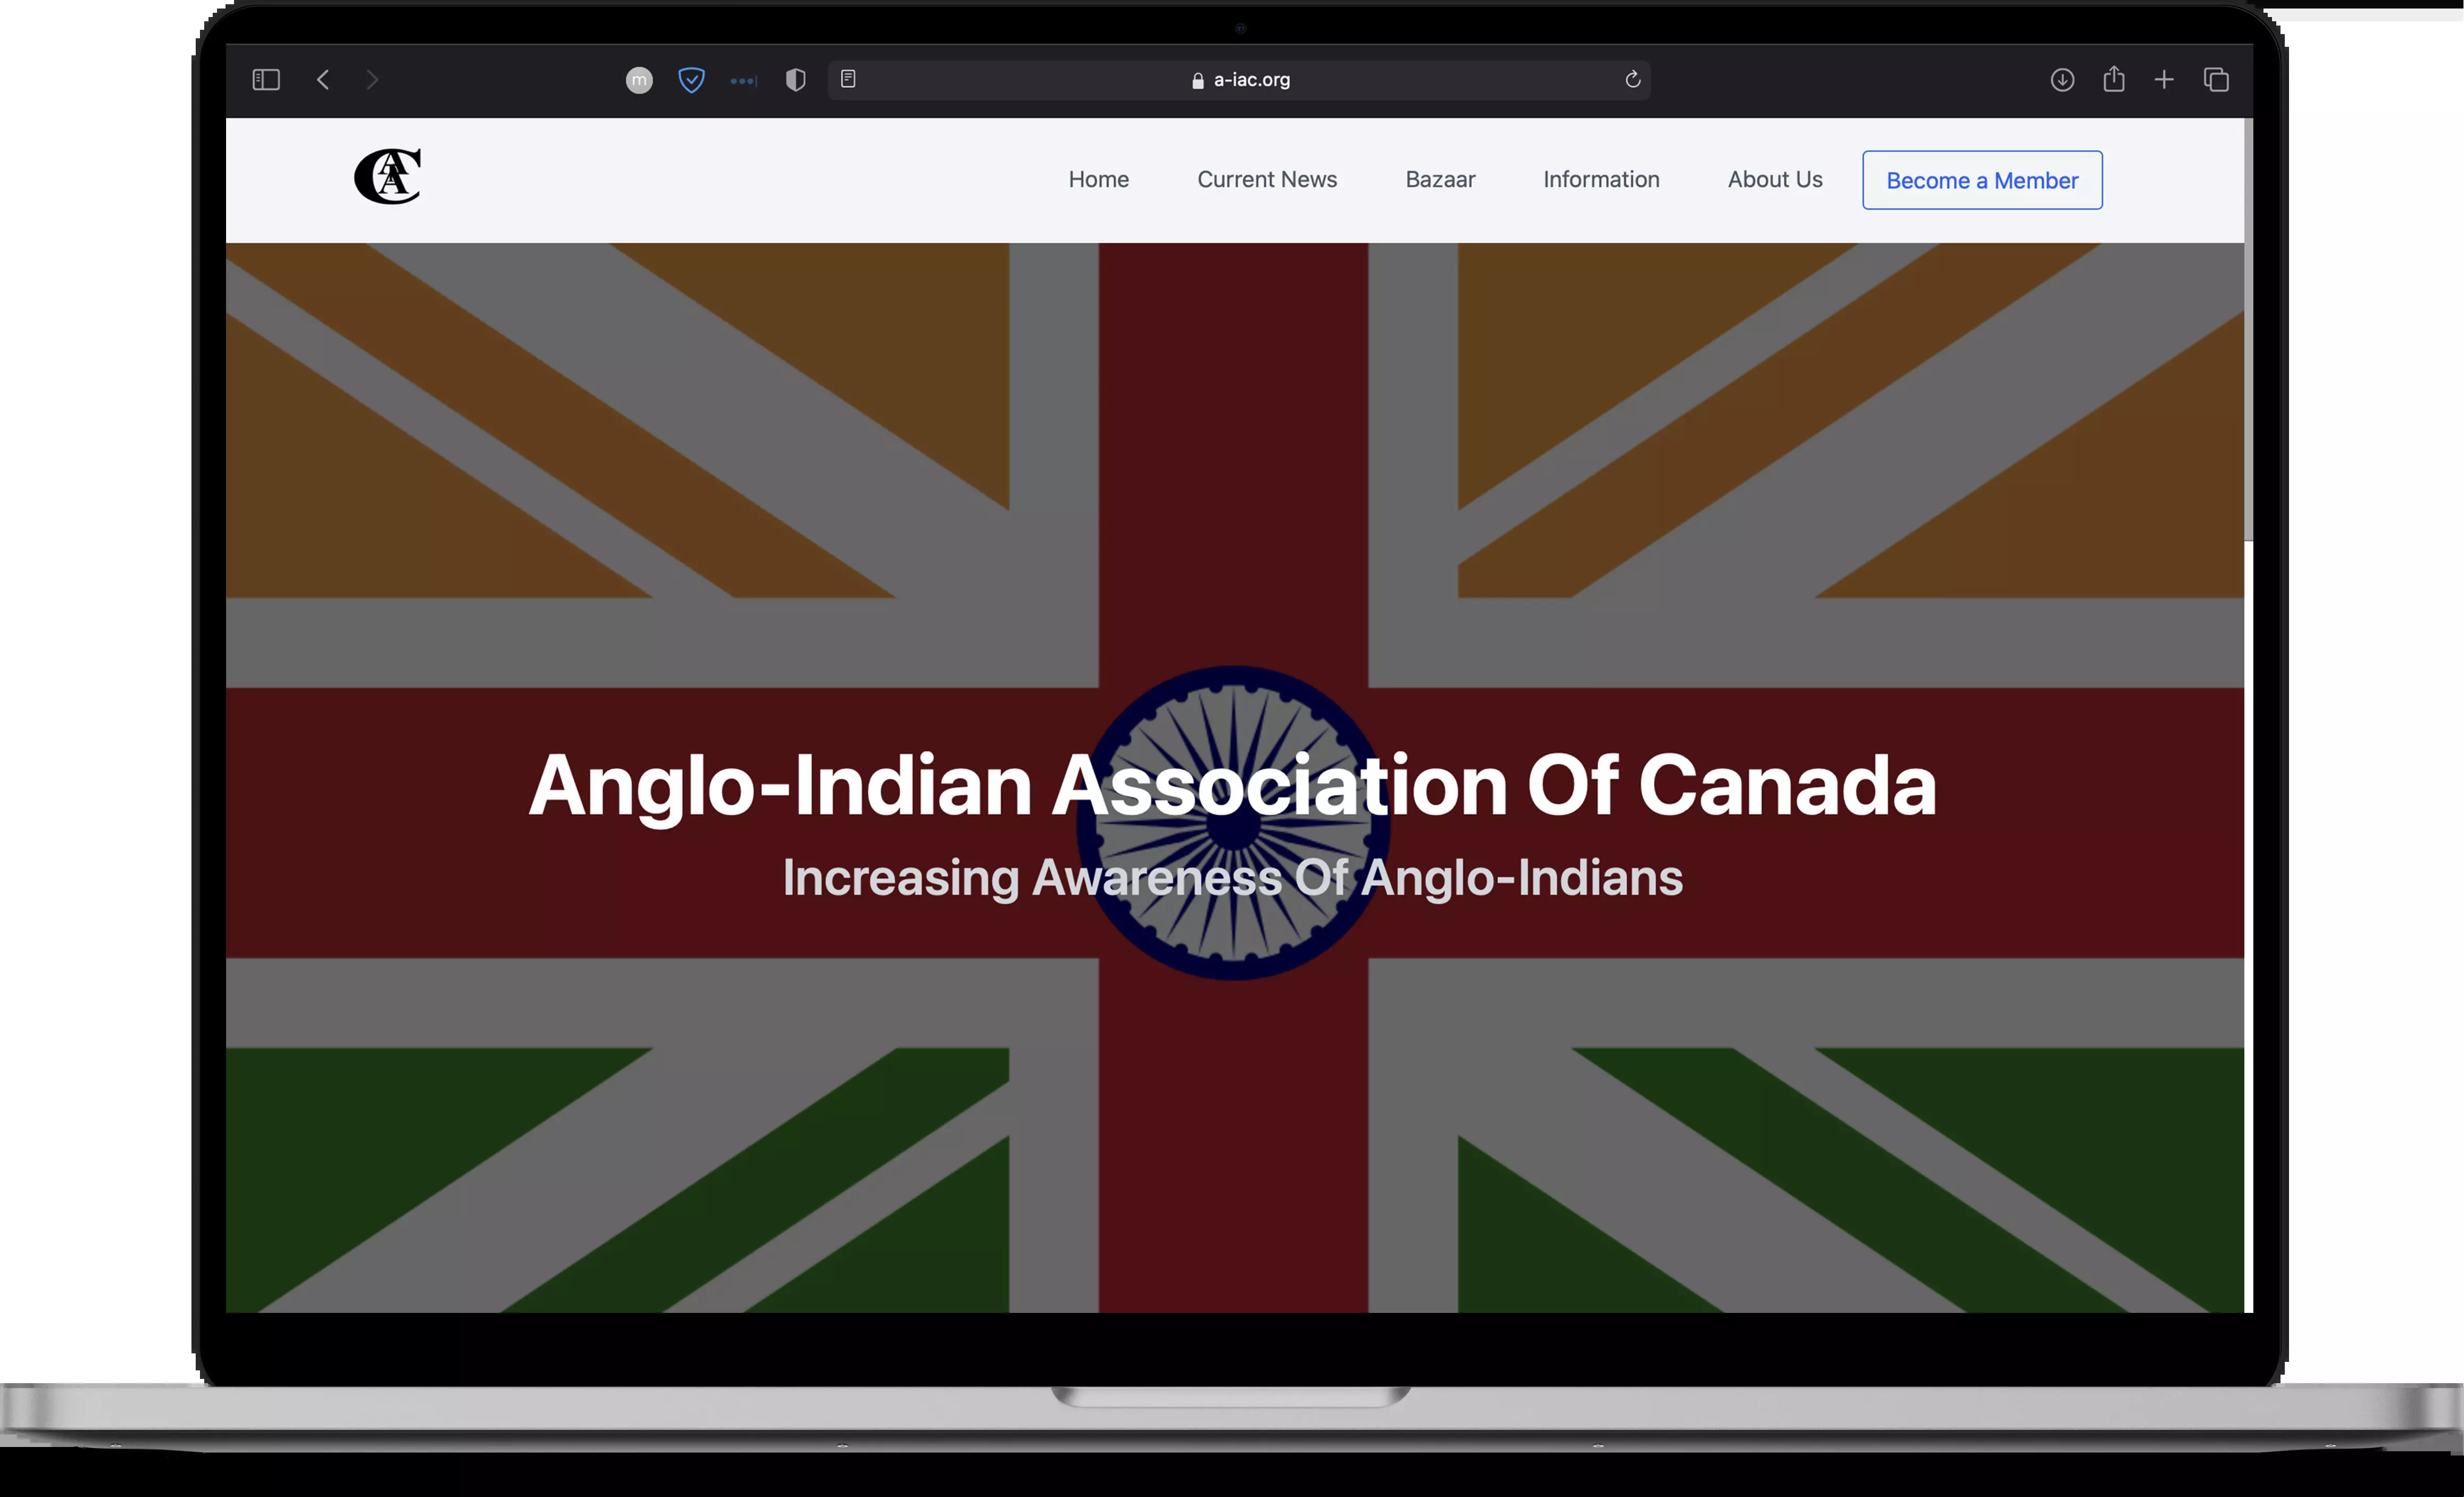 m
a-iac.org
CAIA
Home Current News Bazaar Information About Us Become a Member
Anglo-Indian Association Of Canada
Increasing Awareness Of Anglo-Indians